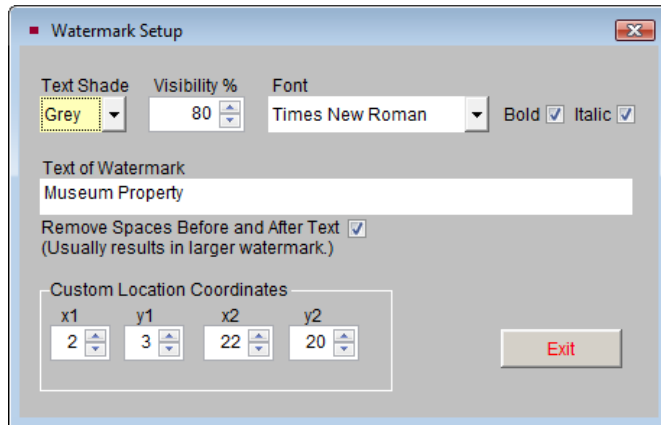 Watermark Setup
Text Shade Visibility % Font
Grey 80 Times New Roman Bold Italic
Text of Watermark
Museum Property
Remove Spaces Before and After Text
(Usually results in larger watermark.)
Custom Location Coordinates
x1 y1 x2 y2
2 3 22 20
Exit